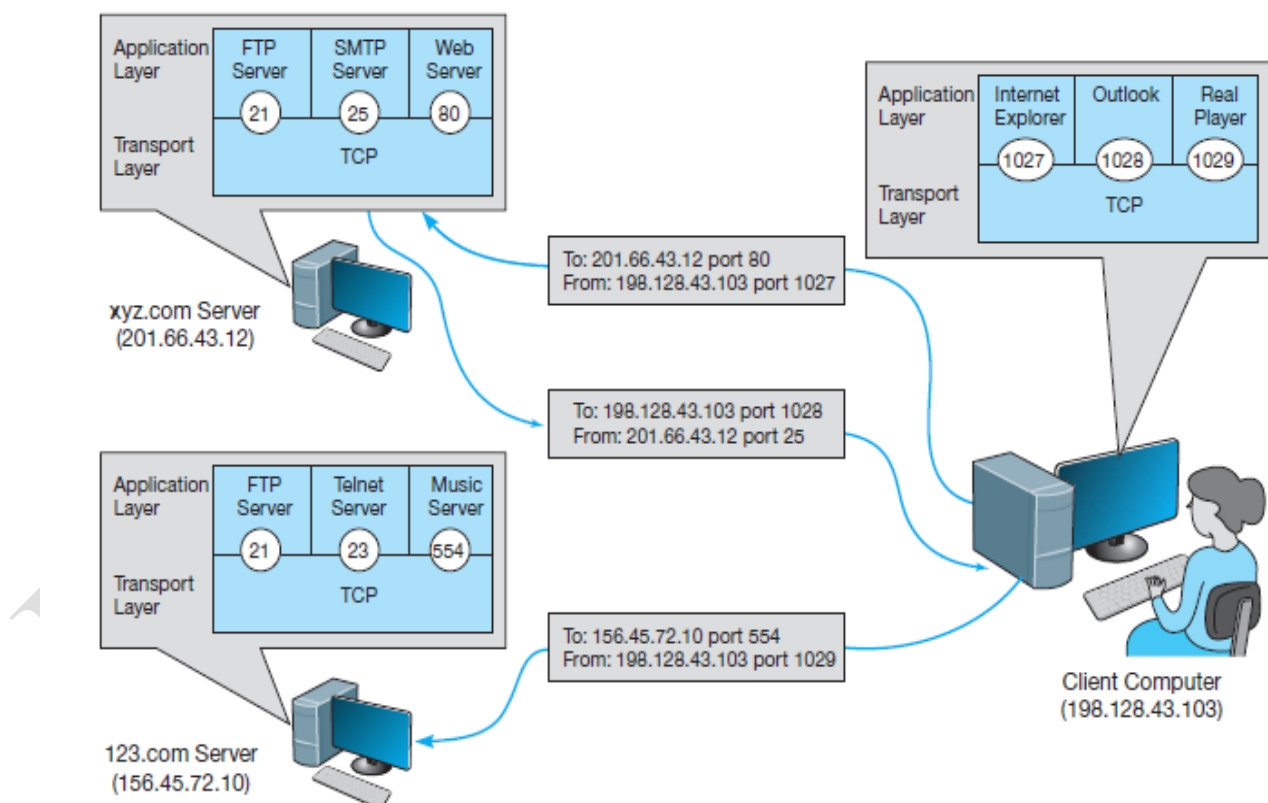 Application Layer
FTP Server
SMTP Server
Web Server
21
25
80
Transport Layer
TCP
xyz.com Server
(201.66.43.12)
Application Layer
Internet Explorer
Outlook
Real Player
1027
1028
1029
Transport Layer
TCP
To: 201.66.43.12 port 80
From: 198.128.43.103 port 1027
To: 198.128.43.103 port 1028
From: 201.66.43.12 port 25
Application Layer
FTP Server
Telnet Server
Music Server
21
23
554
Transport Layer
TCP
To: 156.45.72.10 port 554
From: 198.128.43.103 port 1029
123.com Server
(156.45.72.10)
Client Computer
(198.128.43.103)